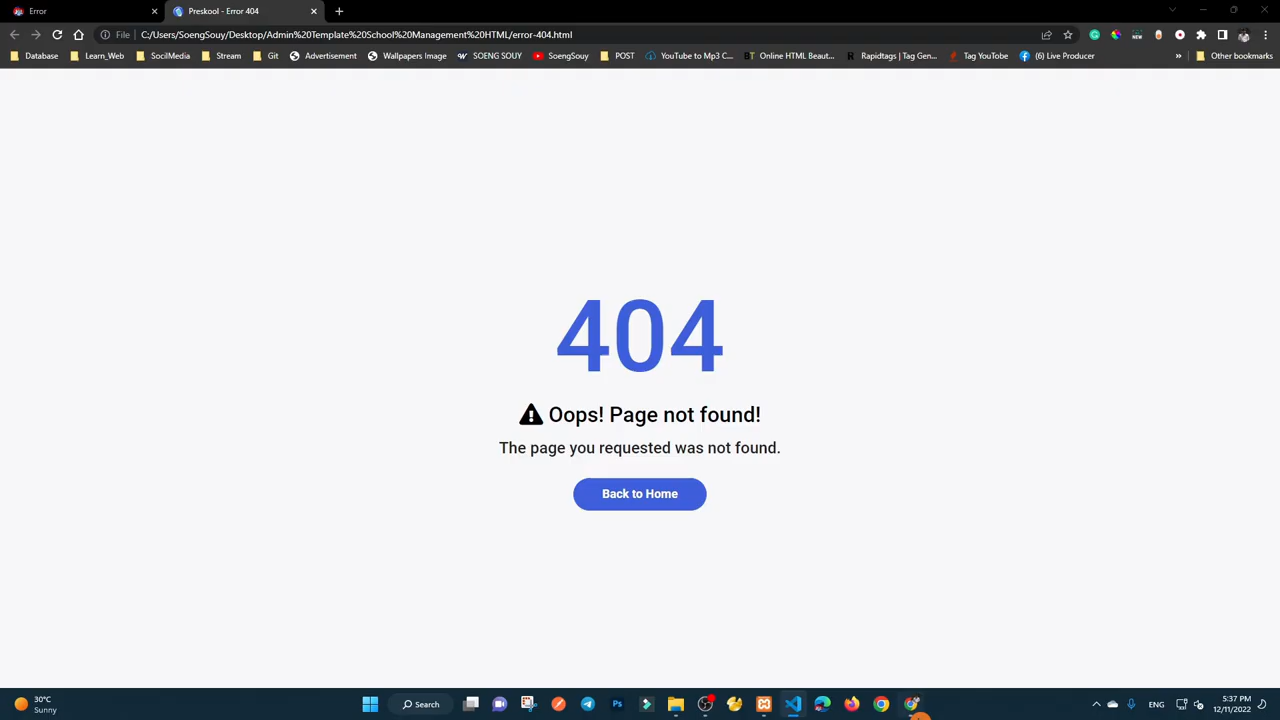 Error
Preskool - Error 404
File
C:/Users/SoengSouy/Desktop/Admin%20Template%20School%20Management%20HTML/error-404.html
Database
Learn_Web
SocilMedia
Stream
Git
Advertisement
Wallpapers Image
SOENG SOUY
SoengSouy
POST
YouTube to Mp3 C...
Online HTML Beaut...
Rapidtags | Tag Gen...
Tag YouTube
(6) Live Producer
Other bookmarks
404
Oops! Page not found!
The page you requested was not found.
Back to Home
30°C
Sunny
Search
ENG
5:37 PM
12/11/2022